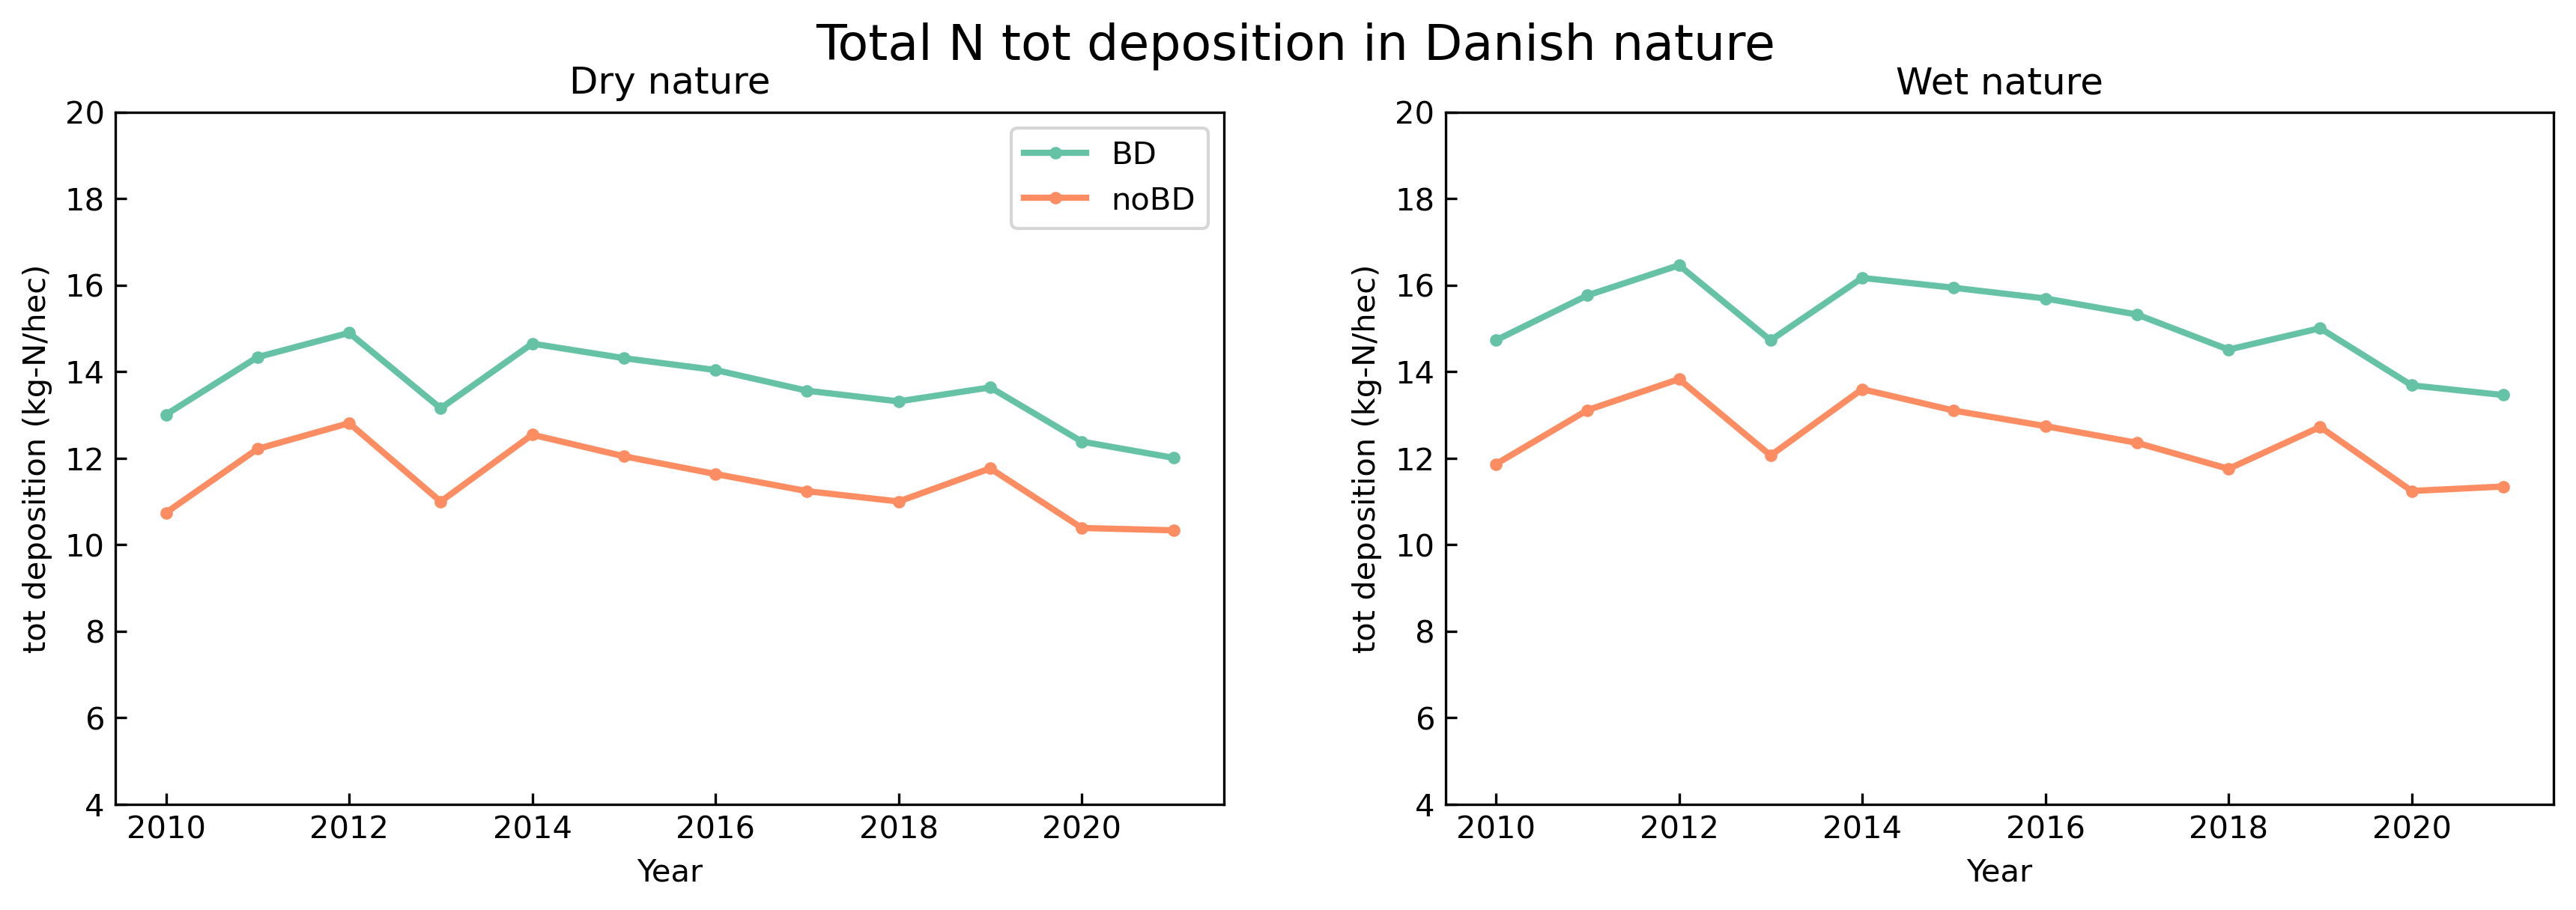 Total N tot deposition in Danish nature
Dry nature
20
18
16
14
12
10
8
6
4
tot deposition (kg-N/hec)
2010 2012 2014 2016 2018 2020
Year
BD
noBD
Wet nature
20
18
16
14
12
10
8
6
4
tot deposition (kg-N/hec)
2010 2012 2014 2016 2018 2020
Year